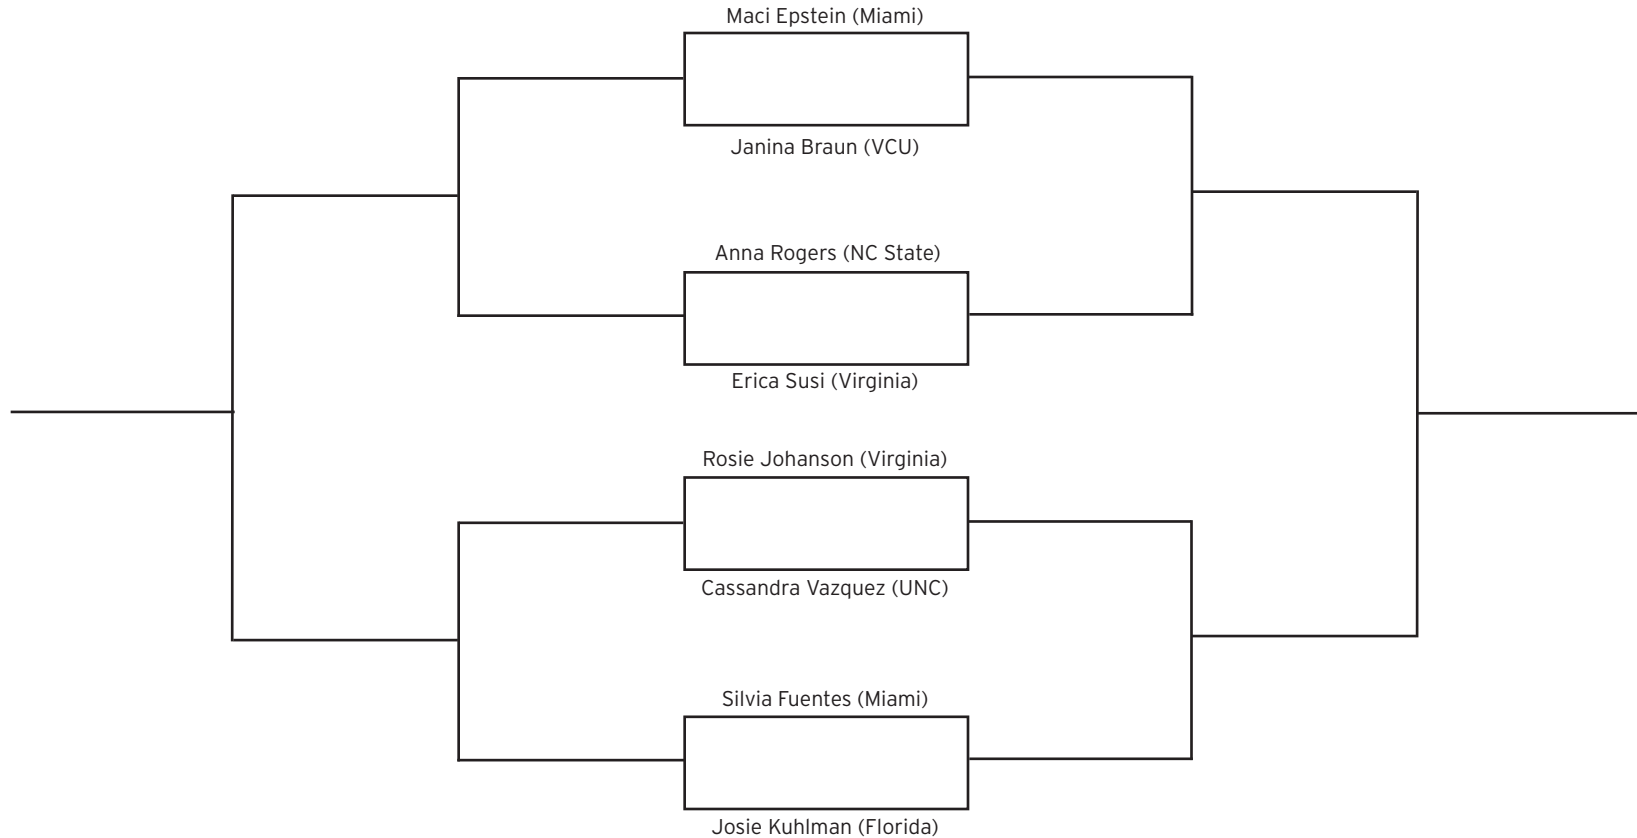 Maci Epstein (Miami)
Janina Braun (VCU)
Anna Rogers (NC State)
Erica Susi (Virginia)
Rosie Johanson (Virginia)
Cassandra Vazquez (UNC)
Silvia Fuentes (Miami)
Josie Kuhlman (Florida)